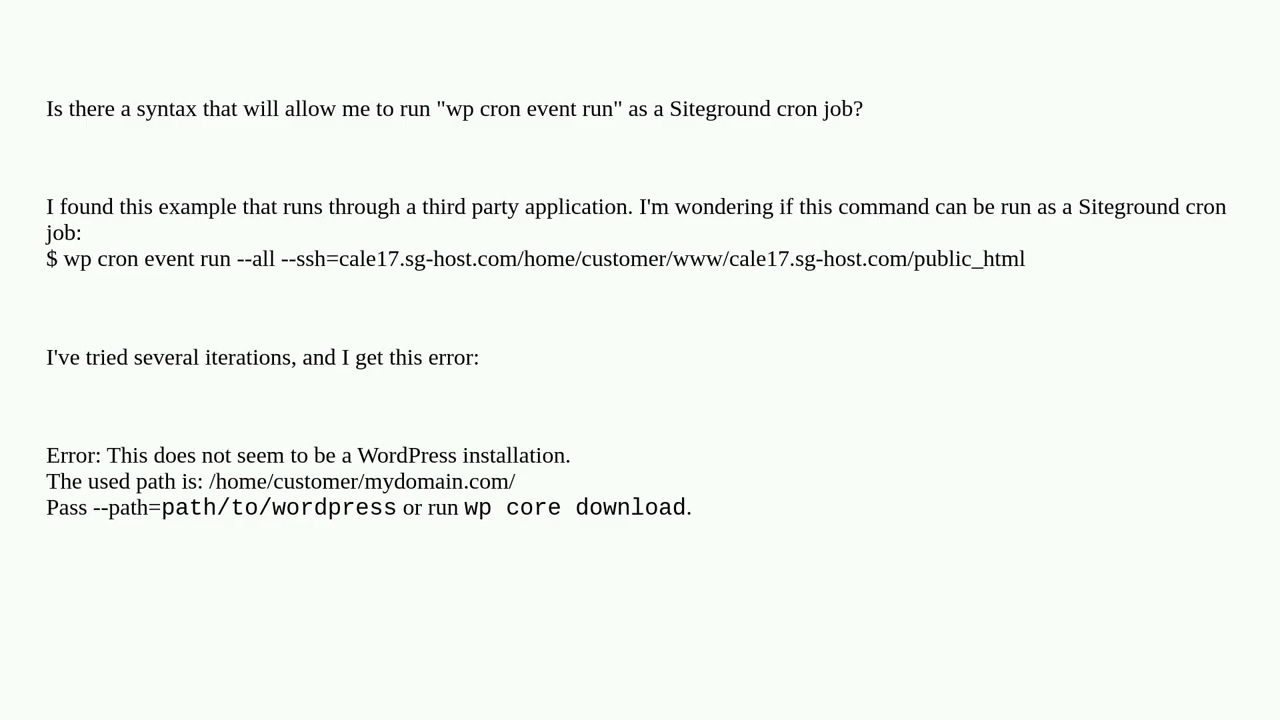 Is there a syntax that will allow me to run "wp cron event run" as a Siteground cron job?
I found this example that runs through a third party application. I'm wondering if this command can be run as a Siteground cron
job:
$ wp cron event run --all --ssh=cale17.sg-host.com/home/customer/www/cale17.sg-host.com/public_html
I've tried several iterations, and I get this error:
Error: This does not seem to be a WordPress installation.
The used path is: /home/customer/mydomain.com/
Pass --path=path/to/wordpress or run wp core download.